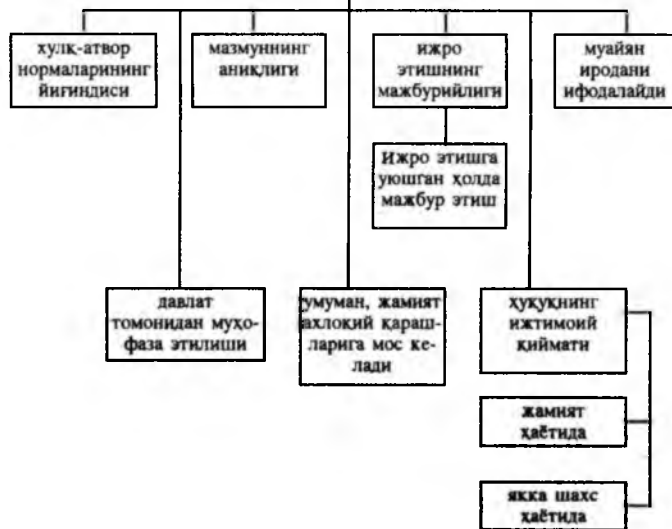 хулқ-атвор
нормаларининг
йиғиндиси
мазмуннинг
аниқлиги
ижро
этишнинг
мажбурийлиги
муайян
иродани
ифодалайди
Ижро этишга
уюшган ҳолда
мажбур этиш
давлат
томонидан муҳо-
фаза этилиши
умуман, жамият
ахлоқий қараш-
ларига мос ке-
лади
ҳуқуқнинг
ижтимоий
қиймати
жамият
ҳаётида
якка шахс
ҳаётида